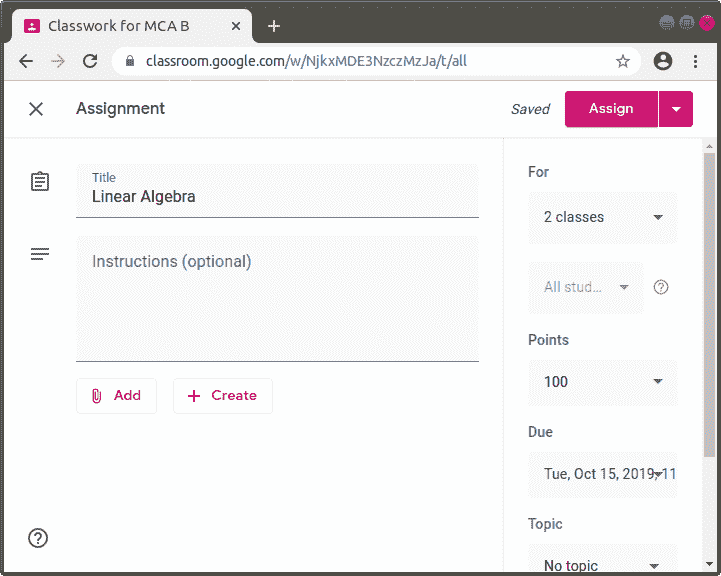 Classwork for MCA B
classroom.google.com/w/NjkxMDE3NzczMzJa/t/all
Assignment
Saved
Assign
Title
Linear Algebra
Instructions (optional)
Add
Create
For
2 classes
All stud...
Points
100
Due
Tue, Oct 15, 2019, 11
Topic
No topic